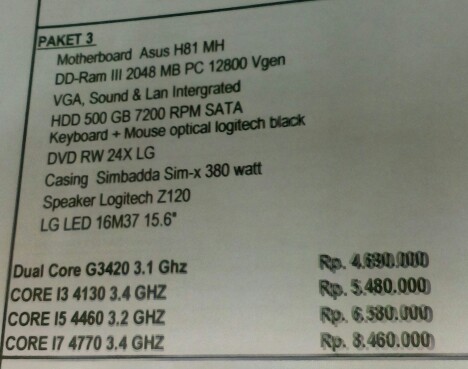 PAKET 3
Motherboard Asus H81 MH
DD-Ram III 2048 MB PC 12800 Vgen
VGA, Sound & Lan Intergrated
HDD 500 GB 7200 RPM SATA
Keyboard + Mouse optical logitech black
DVD RW 24X LG
Casing Simbadda Sim-x 380 watt
Speaker Logitech Z120
LG LED 16M37 15.6"
Dual Core G3420 3.1 Ghz Rp. 4.690.000
CORE I3 4130 3.4 GHZ Rp. 5.480.000
CORE I5 4460 3.2 GHZ Rp. 6.580.000
CORE I7 4770 3.4 GHZ Rp. 8.460.000